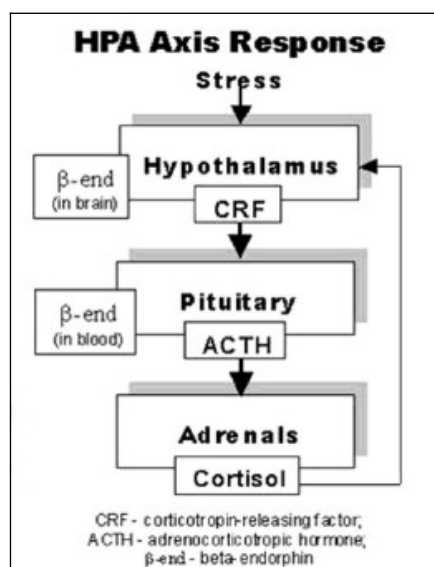 HPA Axis Response
Stress
Hypothalamus
β-end
(in brain)
CRF
Pituitary
β-end
(in blood)
ACTH
Adrenals
Cortisol
CRF - corticotropin-releasing factor;
ACTH - adrenocorticotropic hormone;
β-end - beta-endorphin